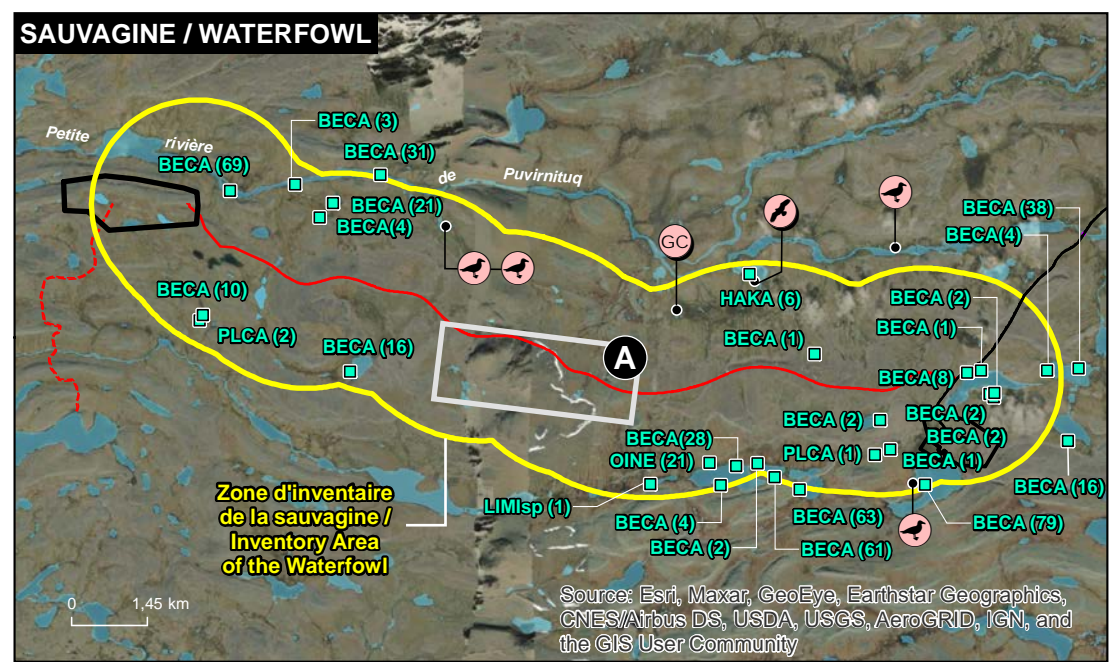 SAUVAGINE / WATERFOWL
BECA (3)
Petite
rivière
BECA (31)
BECA (69)
de
Puvirnituq
BECA (21)
BECA(4)
BECA (38)
BECA(4)
GC
BECA (10)
HAKA (6)
BECA (2)
PLCA (2)
BECA (1)
BECA (1)
BECA (16)
A
BECA(8)
BECA (2)
BECA (2)
BECA (2)
BECA(28)
PLCA (1)
BECA (1)
OINE (21)
BECA (16)
Zone d'inventaire
de la sauvagine /
Inventory Area
of the Waterfowl
LIMIsp (1)
BECA (4)
BECA (63)
BECA (79)
BECA (2)
BECA (61)
0 1,45 km
Source: Esri, Maxar, GeoEye, Earthstar Geographics,
CNES/Airbus DS, USDA, USGS, AeroGRID, IGN, and
the GIS User Community